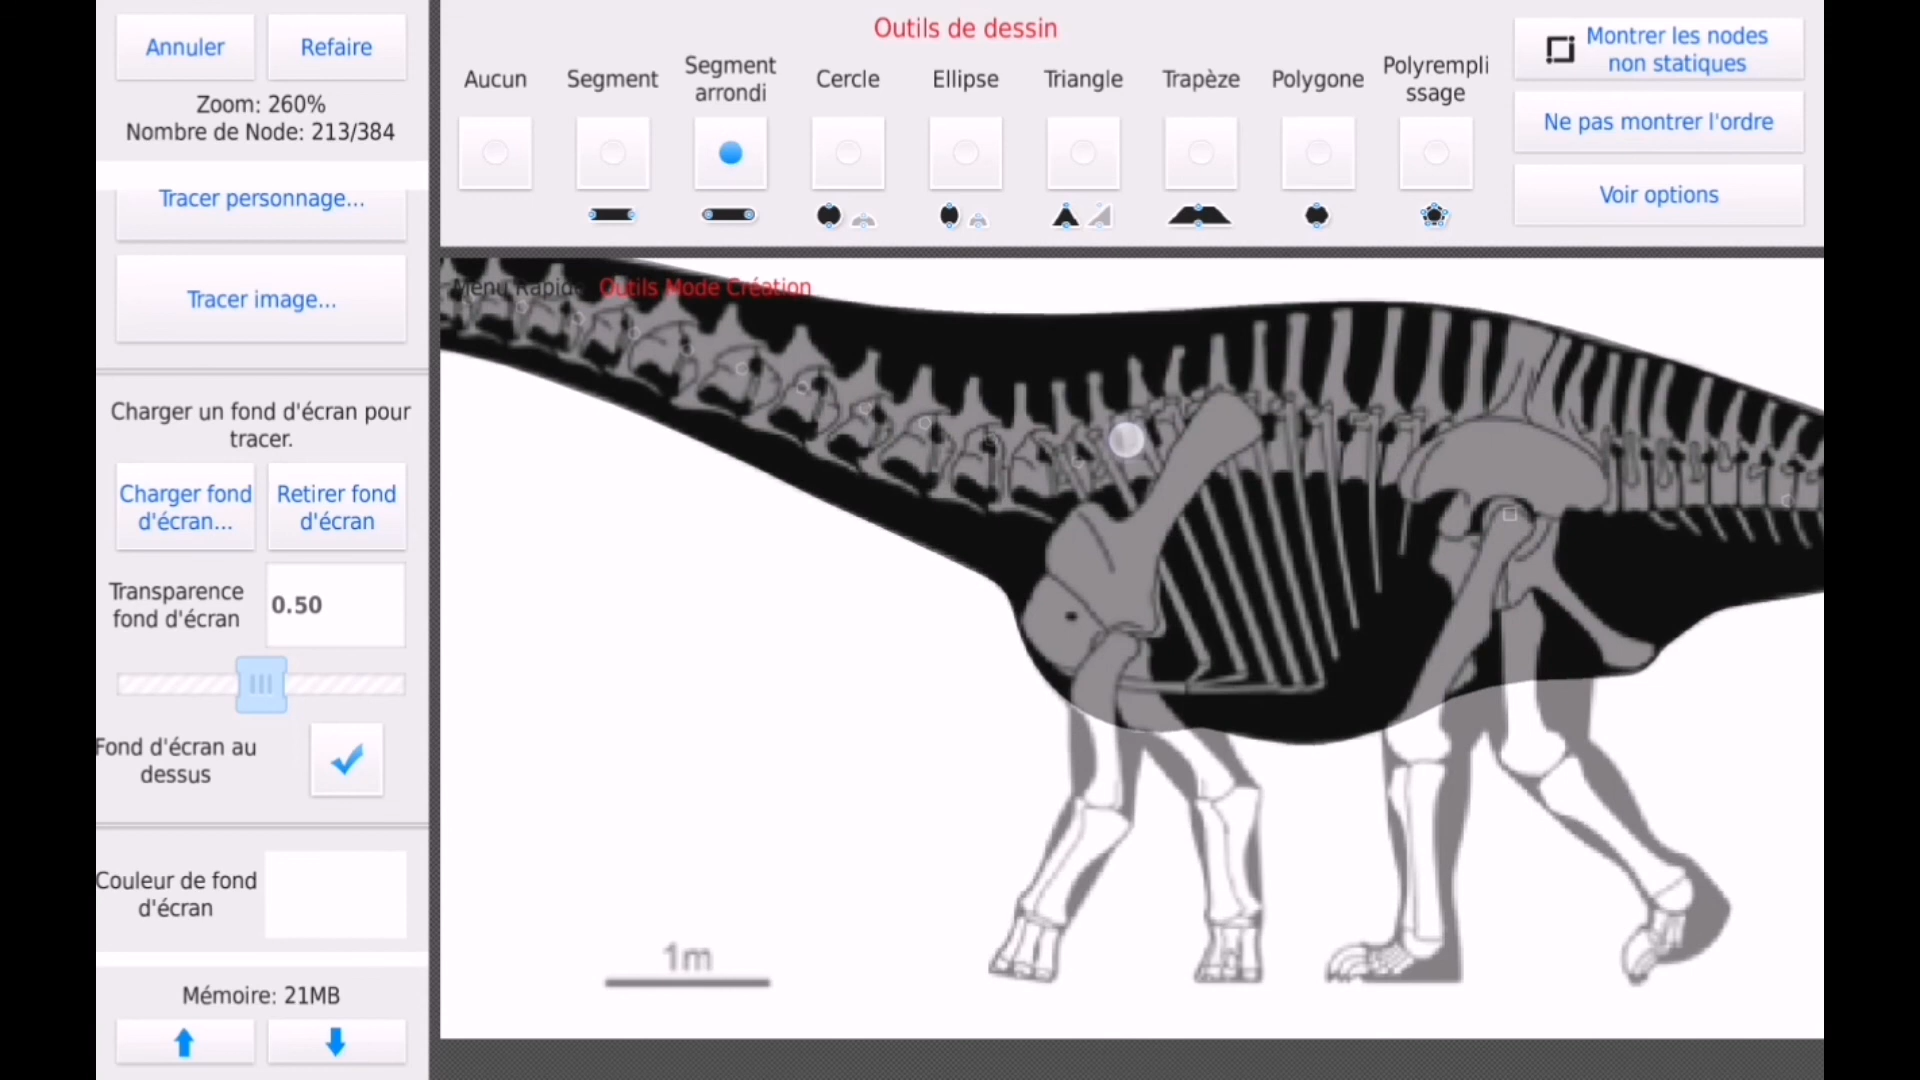 Annuler
Refaire
Zoom: 260%
Nombre de Node: 213/384
Tracer personnage...
Tracer image...
Charger un fond d'écran pour
tracer.
Charger fond
d'écran...
Retirer fond
d'écran
Transparence
fond d'écran
0.50
Fond d'écran au
dessus
Couleur de fond
d'écran
Mémoire: 21MB
Outils de dessin
Aucun
Segment
Segment
arrondi
Cercle
Ellipse
Triangle
Trapèze
Polygone
Polyrempli
ssage
Montrer les nodes
non statiques
Ne pas montrer l'ordre
Voir options
Menu Rapide
Outils Mode Création
1m